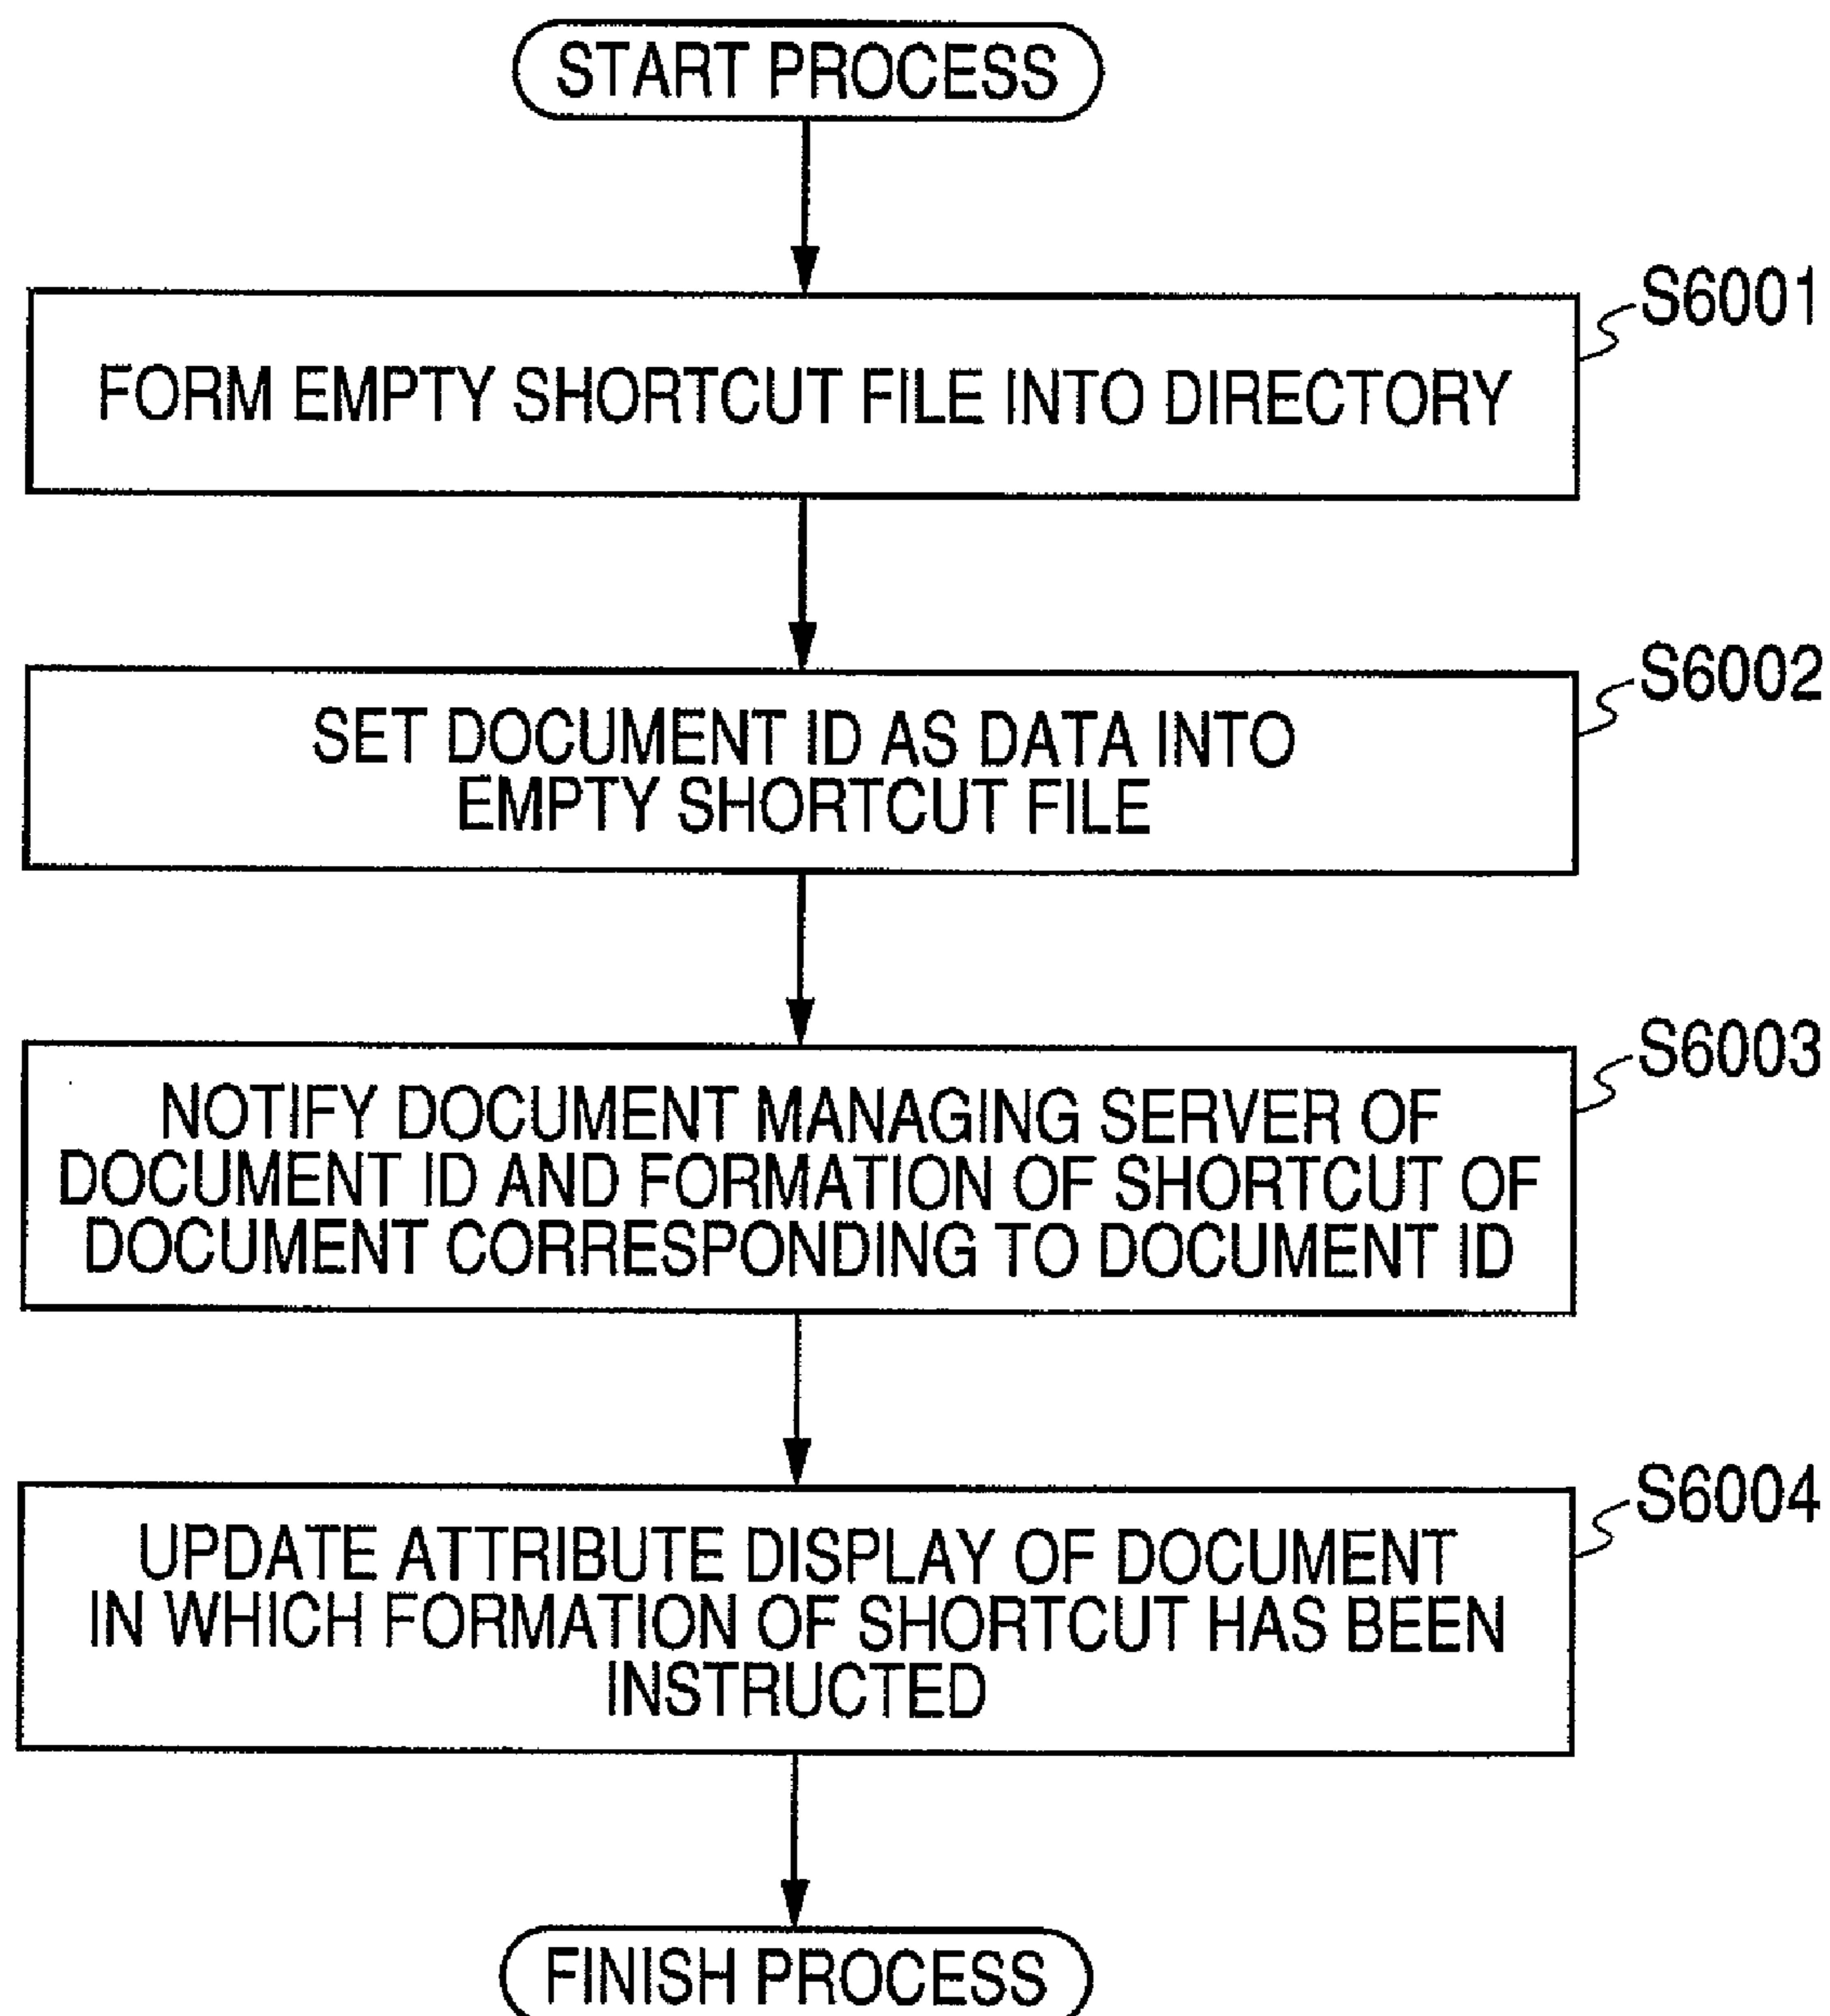 START PROCESS
S6001
FORM EMPTY SHORTCUT FILE INTO DIRECTORY
S6002
SET DOCUMENT ID AS DATA INTO
EMPTY SHORTCUT FILE
S6003
NOTIFY DOCUMENT MANAGING SERVER OF
DOCUMENT ID AND FORMATION OF SHORTCUT OF
DOCUMENT CORRESPONDING TO DOCUMENT ID
S6004
UPDATE ATTRIBUTE DISPLAY OF DOCUMENT
IN WHICH FORMATION OF SHORTCUT HAS BEEN
INSTRUCTED
FINISH PROCESS